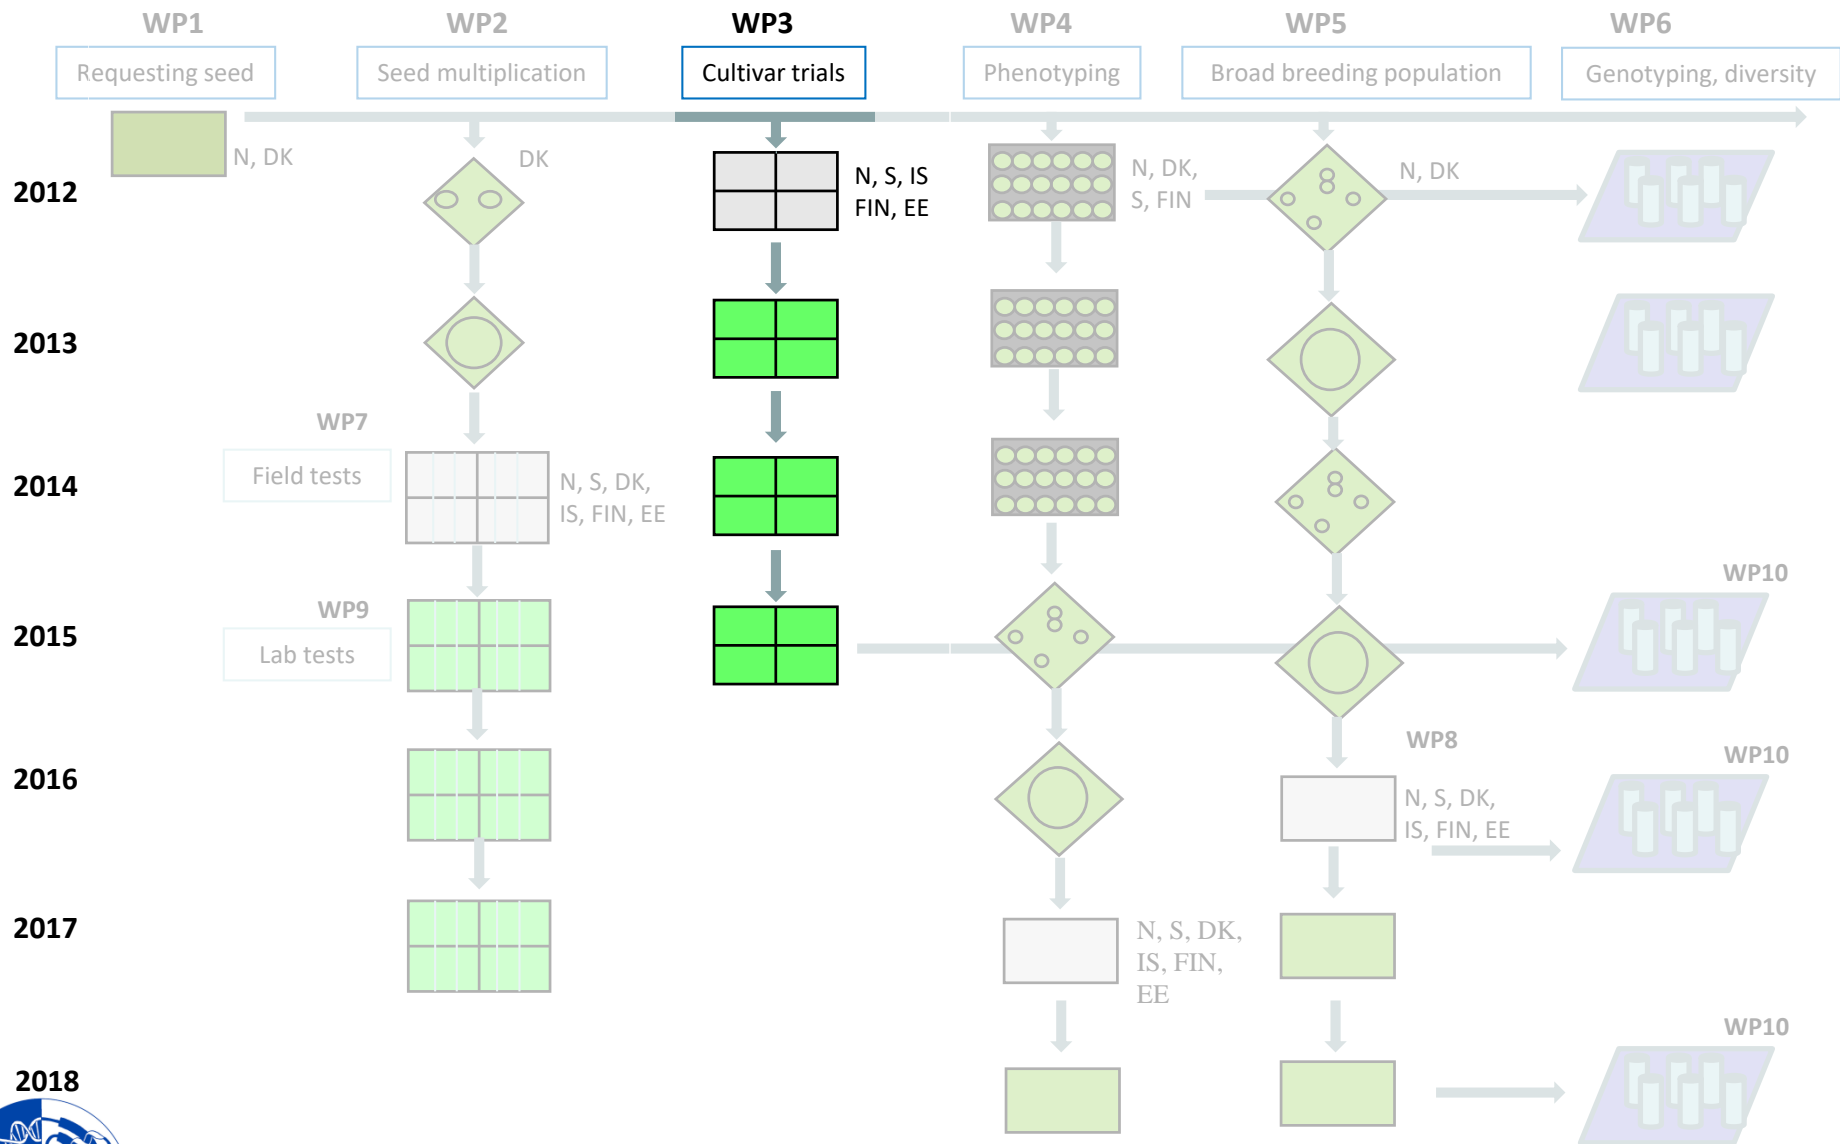 WP1
WP2
WP3
WP4
WP5
WP6
Requesting seed
Seed multiplication
Cultivar trials
Phenotyping
Broad breeding population
Genotyping, diversity
2012
N, DK
DK
N, S, IS
FIN, EE
N, DK,
S, FIN
N, DK
2013
WP7
Field tests
2014
N, S, DK,
IS, FIN, EE
WP9
Lab tests
2015
WP10
2016
WP8
N, S, DK,
IS, FIN, EE
WP10
2017
N, S, DK,
IS, FIN,
EE
2018
WP10